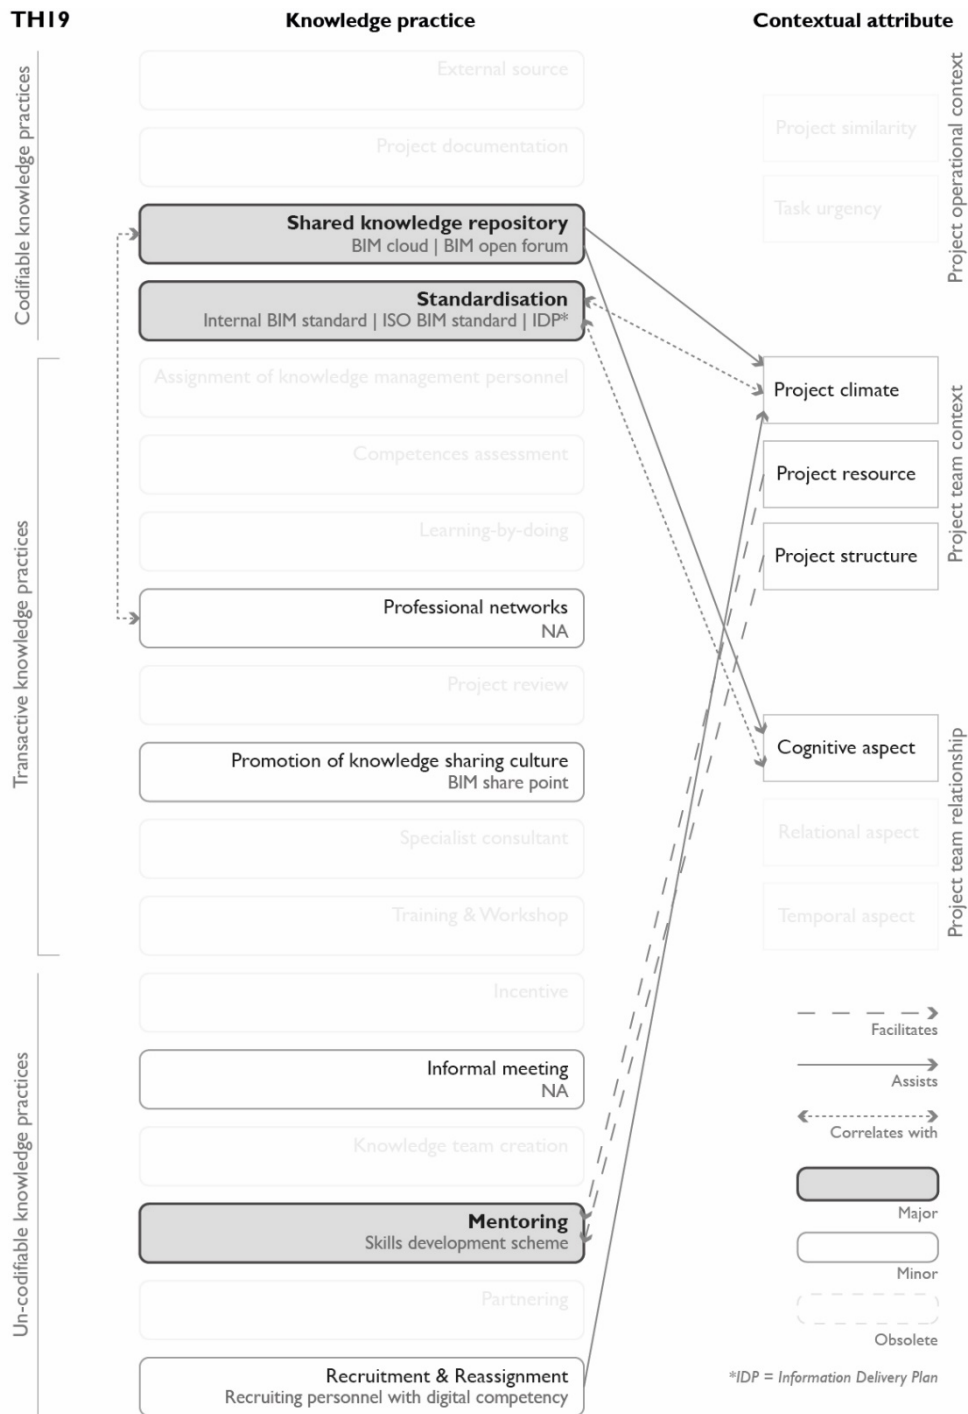 TH19
Knowledge practice
Contextual attribute
Codifiable knowledge practices
External source
Project documentation
Shared knowledge repository
BIM cloud | BIM open forum
Standardisation
Internal BIM standard | ISO BIM standard | IDP*
Transactive knowledge practices
Assignment of knowledge management personnel
Competences assessment
Learning-by-doing
Professional networks
NA
Project review
Promotion of knowledge sharing culture
BIM share point
Specialist consultant
Training & Workshop
Un-codifiable knowledge practices
Incentive
Informal meeting
NA
Knowledge team creation
Mentoring
Skills development scheme
Partnering
Recruitment & Reassignment
Recruiting personnel with digital competency
Project operational context
Project similarity
Task urgency
Project team context
Project climate
Project resource
Project structure
Project team relationship
Cognitive aspect
Relational aspect
Temporal aspect
Facilitates
Assists
Correlates with
Major
Minor
Obsolete
*IDP = Information Delivery Plan